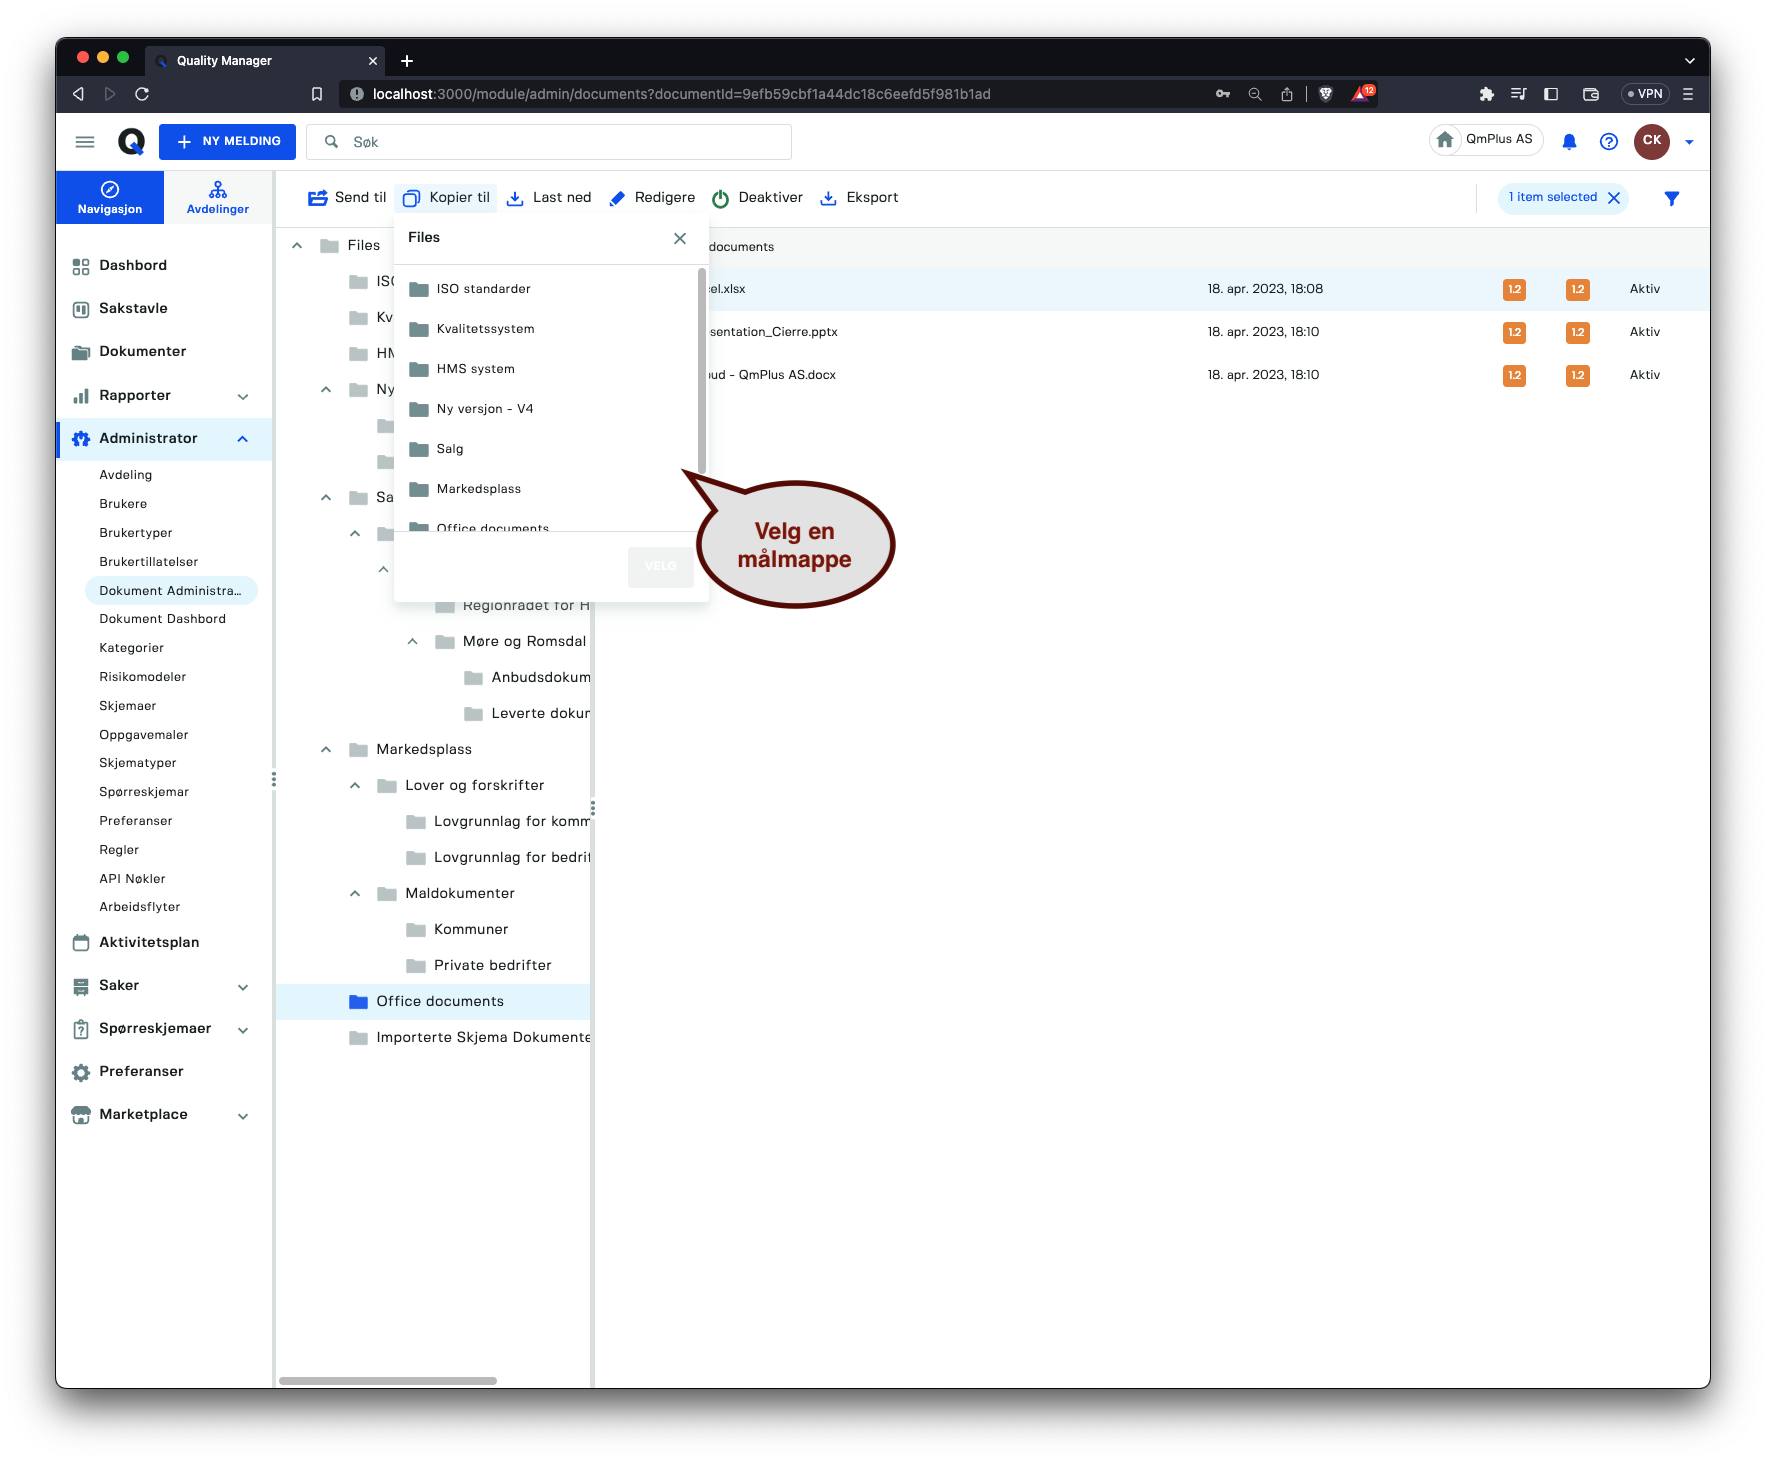 Quality Manager
localhost:3000/module/admin/documents?documentId=9efb59cbf1a44dc18c6eefd5f981b1ad
12
VPN
NY MELDING
Søk
QmPlus AS
CK
Navigasjon
Avdelinger
Send til
Kopier til
Last ned
Redigere
Deaktiver
Eksport
1 item selected
Dashbord
Sakstavle
Dokumenter
Rapporter
Administrator
Avdeling
Brukere
Brukertyper
Brukertillatelser
Dokument Administra...
Dokument Dashbord
Kategorier
Risikomodeler
Skjemaer
Oppgavemaler
Skjematyper
Spørreskjemar
Preferanser
Regler
API Nøkler
Arbeidsflyter
Aktivitetsplan
Saker
Spørreskjemaer
Preferanser
Marketplace
Files
ISO
Kv
HM
Ny
Sa
Regionrådet for H
Møre og Romsdal
Anbudsdokum
Leverte dokur
Markedsplass
Lover og forskrifter
Lovgrunnlag for komm
Lovgrunnlag for bedrif
Maldokumenter
Kommuner
Private bedrifter
Office documents
Importerte Skjema Dokumente
Files
ISO standarder
Kvalitetssystem
HMS system
Ny versjon - V4
Salg
Markedsplass
Office documents
VELG
Velg en
målmappe
documents
cel.xlsx 18. apr. 2023, 18:08 1.2 1.2 Aktiv
sentation_Cierre.pptx 18. apr. 2023, 18:10 1.2 1.2 Aktiv
oud - QmPlus AS.docx 18. apr. 2023, 18:10 1.2 1.2 Aktiv